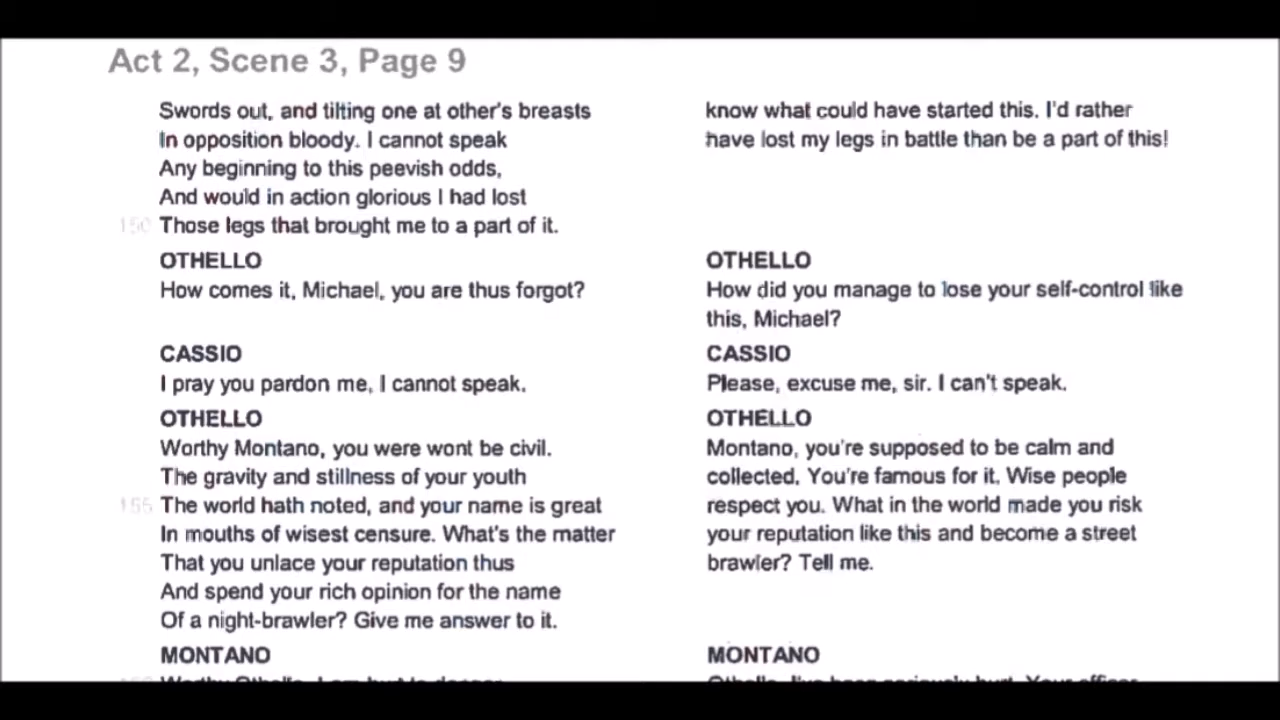 Act 2, Scene 3, Page 9
Swords out, and tilting one at other's breasts
In opposition bloody. I cannot speak
Any beginning to this peevish odds,
And would in action glorious I had lost
150 Those legs that brought me to a part of it.
OTHELLO
How comes it, Michael, you are thus forgot?
CASSIO
I pray you pardon me, I cannot speak.
OTHELLO
Worthy Montano, you were wont be civil.
The gravity and stillness of your youth
155 The world hath noted, and your name is great
In mouths of wisest censure. What's the matter
That you unlace your reputation thus
And spend your rich opinion for the name
Of a night-brawler? Give me answer to it.
MONTANO
know what could have started this. I'd rather
have lost my legs in battle than be a part of this!
OTHELLO
How did you manage to lose your self-control like
this, Michael?
CASSIO
Please, excuse me, sir. I can't speak.
OTHELLO
Montano, you're supposed to be calm and
collected. You're famous for it. Wise people
respect you. What in the world made you risk
your reputation like this and become a street
brawler? Tell me.
MONTANO